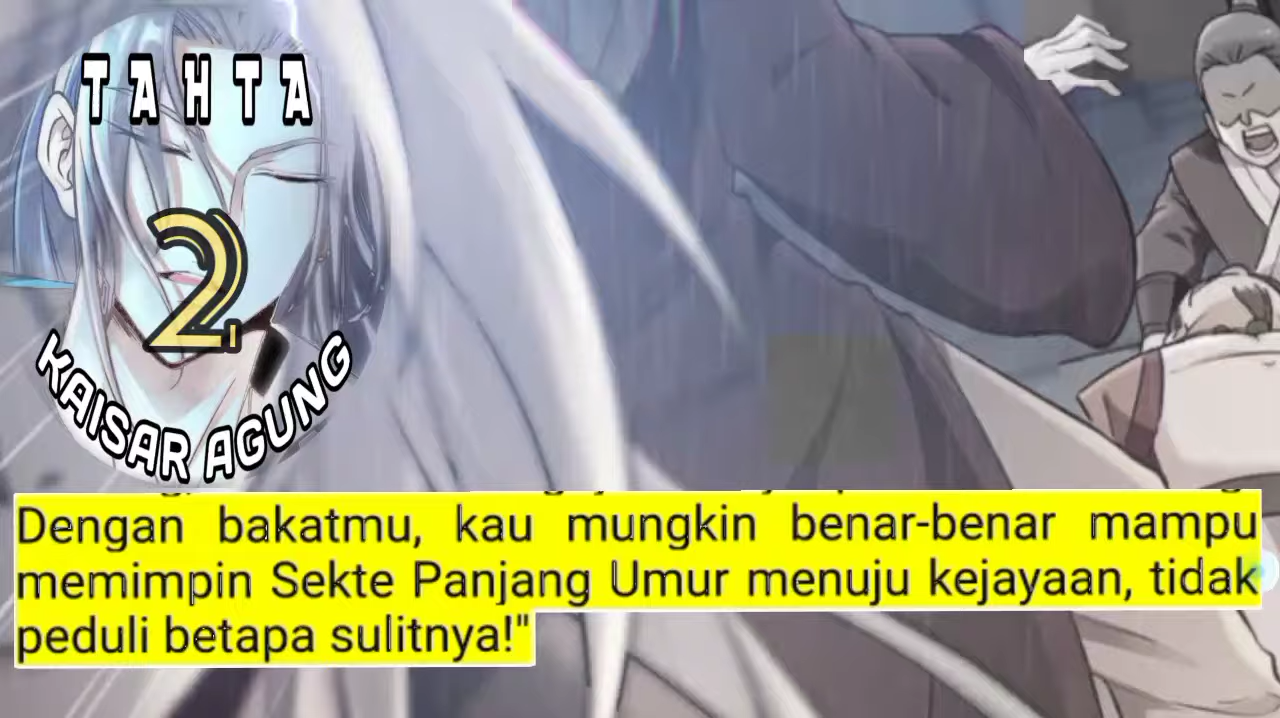 TAHTA
2
KAISAR AGUNG
Dengan bakatmu, kau mungkin benar-benar mampu
memimpin Sekte Panjang Umur menuju kejayaan, tidak
peduli betapa sulitnya!"